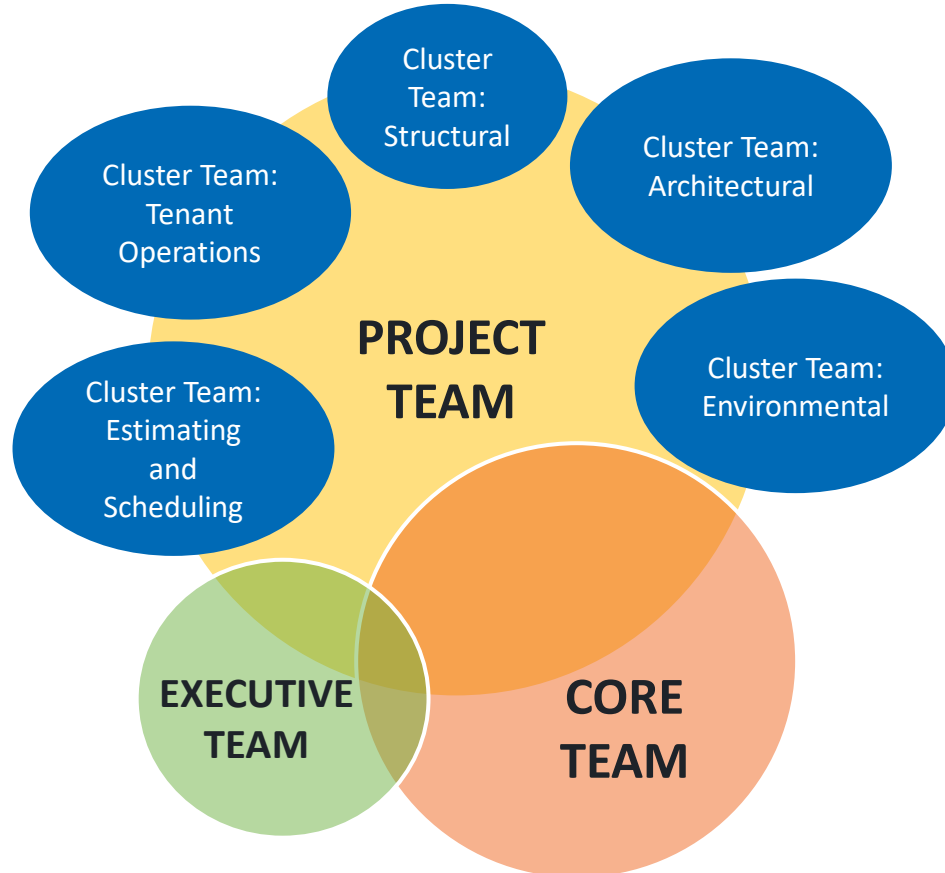 Cluster
Team:
Structural
Cluster Team:
Architectural
Cluster Team:
Tenant
Operations
PROJECT
TEAM
Cluster Team:
Environmental
Cluster Team:
Estimating
and
Scheduling
EXECUTIVE
TEAM
CORE
TEAM